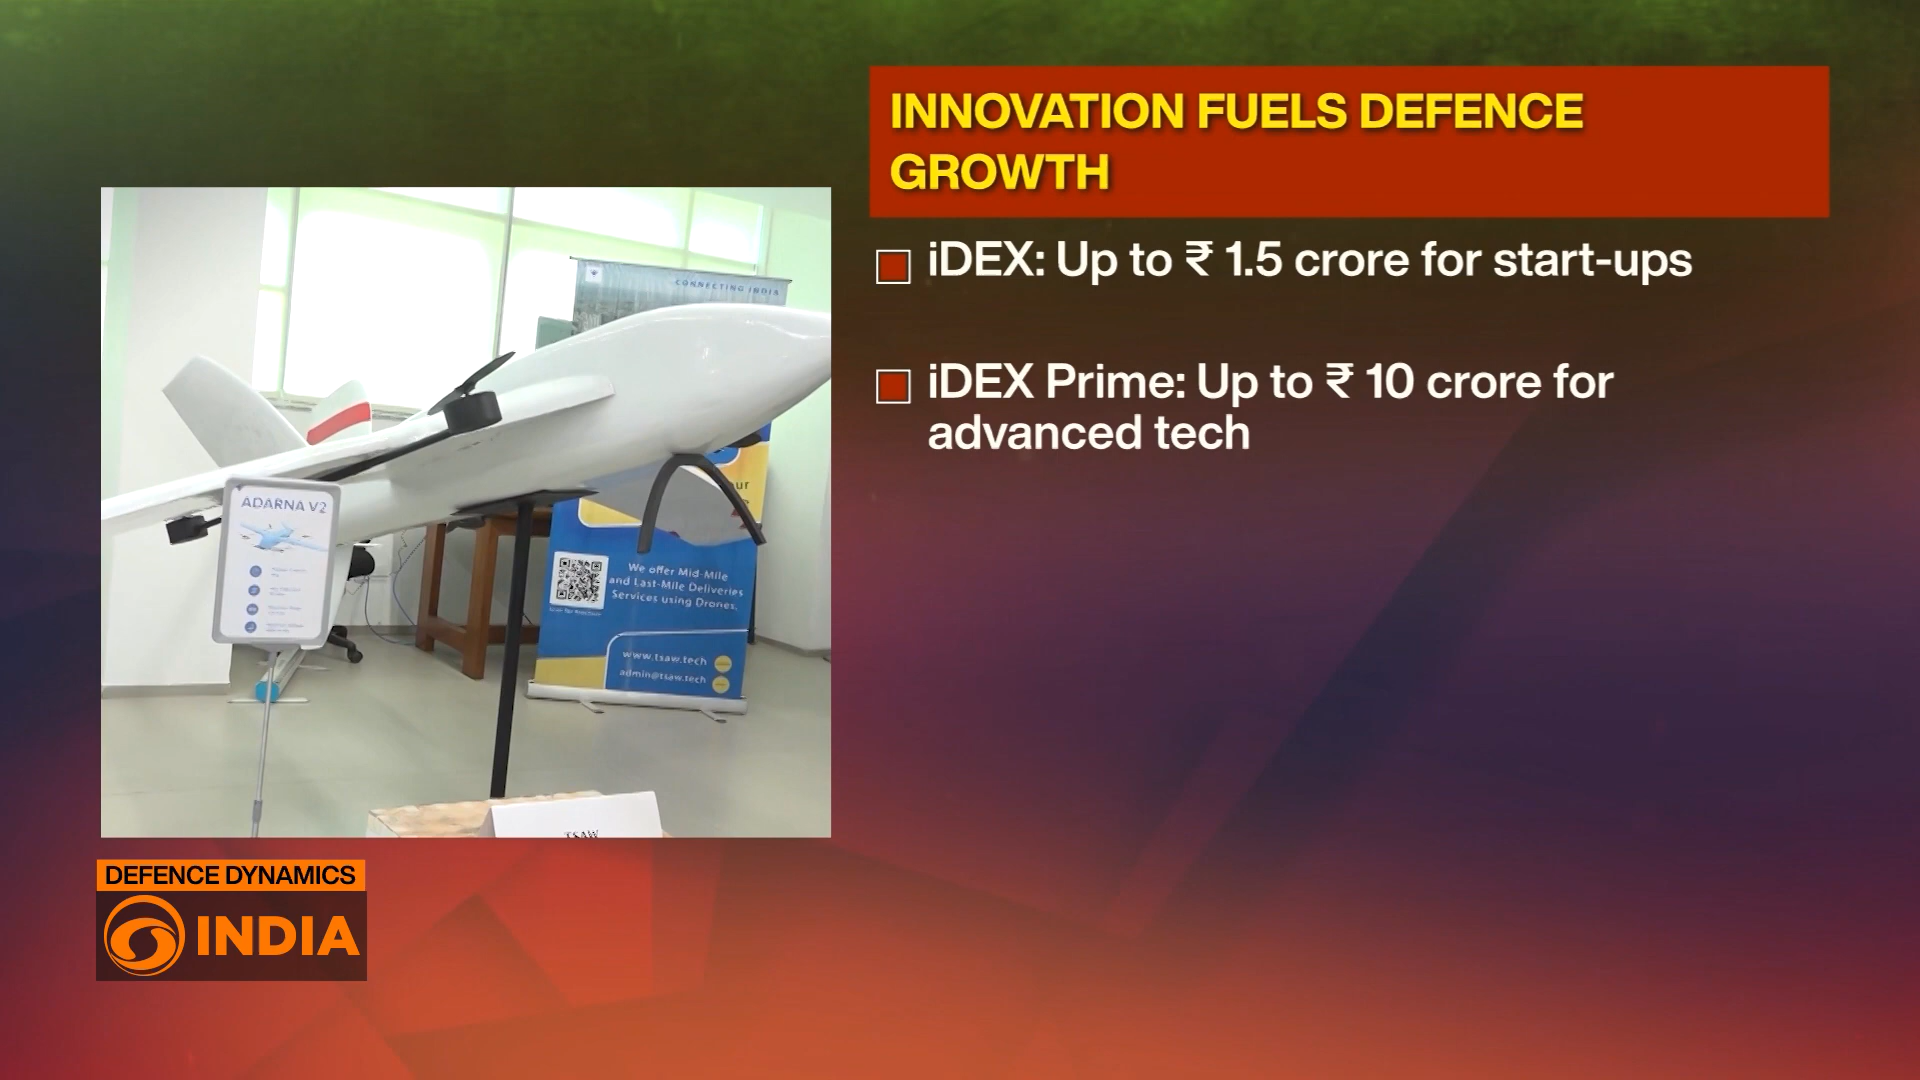 INNOVATION FUELS DEFENCE
GROWTH
iDEX: Up to ₹ 1.5 crore for start-ups
iDEX Prime: Up to ₹ 10 crore for
advanced tech
CONNECTING INDIA
ADARNA V2
We offer Mid-Mile
and Last-Mile Deliveries
Services using Drones.
www.tsaw.tech
admin@tsaw.tech
TSAW
DEFENCE DYNAMICS
INDIA